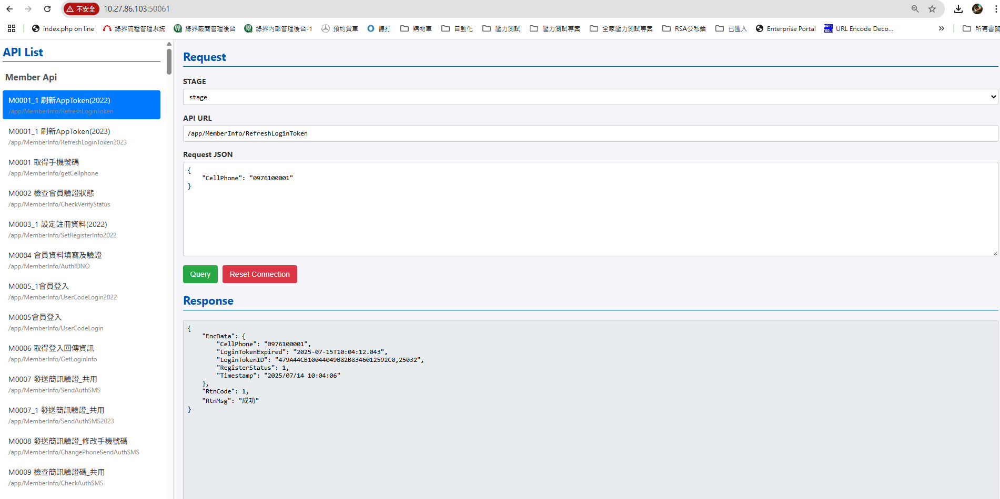 不安全 10.27.86.103:50061
index.php on line 綠界流程管理系統 綠界廠商管理後台 綠界內部管理後台-1 預約賞車 聽打 購物車 自動化 壓力測試 壓力測試專案 全家壓力測試專案 RSA公私鑰 已匯入 Enterprise Portal URL Encode Deco... » 所有書籤
API List
Member Api
M0001_1 刷新AppToken(2022)
/app/MemberInfo/RefreshLoginToken
M0001_1 刷新AppToken(2023)
/app/MemberInfo/RefreshLoginToken2023
M0001 取得手機號碼
/app/MemberInfo/getCellphone
M0002 檢查會員驗證狀態
/app/MemberInfo/CheckVerifyStatus
M0003_1 設定註冊資料(2022)
/app/MemberInfo/SetRegisterInfo2022
M0004 會員資料填寫及驗證
/app/MemberInfo/AuthIDNO
M0005_1會員登入
/app/MemberInfo/UserCodeLogin2022
M0005會員登入
/app/MemberInfo/UserCodeLogin
M0006 取得登入回傳資訊
/app/MemberInfo/GetLoginInfo
M0007 發送簡訊驗證_共用
/app/MemberInfo/SendAuthSMS
M0007_1 發送簡訊驗證_共用
/app/MemberInfo/SendAuthSMS2023
M0008 發送簡訊驗證_修改手機號碼
/app/MemberInfo/ChangePhoneSendAuthSMS
M0009 檢查簡訊驗證碼_共用
/app/MemberInfo/CheckAuthSMS
Request
STAGE
stage
API URL
/app/MemberInfo/RefreshLoginToken
Request JSON
{
"CellPhone": "0976100001"
}
Query Reset Connection
Response
{
"EncData": {
"CellPhone": "0976100001",
"LoginTokenExpired": "2025-07-15T10:04:12.043",
"LoginTokenID": "479A44CB10044049B82B8346012592C0,25032",
"RegisterStatus": 1,
"Timestamp": "2025/07/14 10:04:06"
},
"RtnCode": 1,
"RtnMsg": "成功"
}